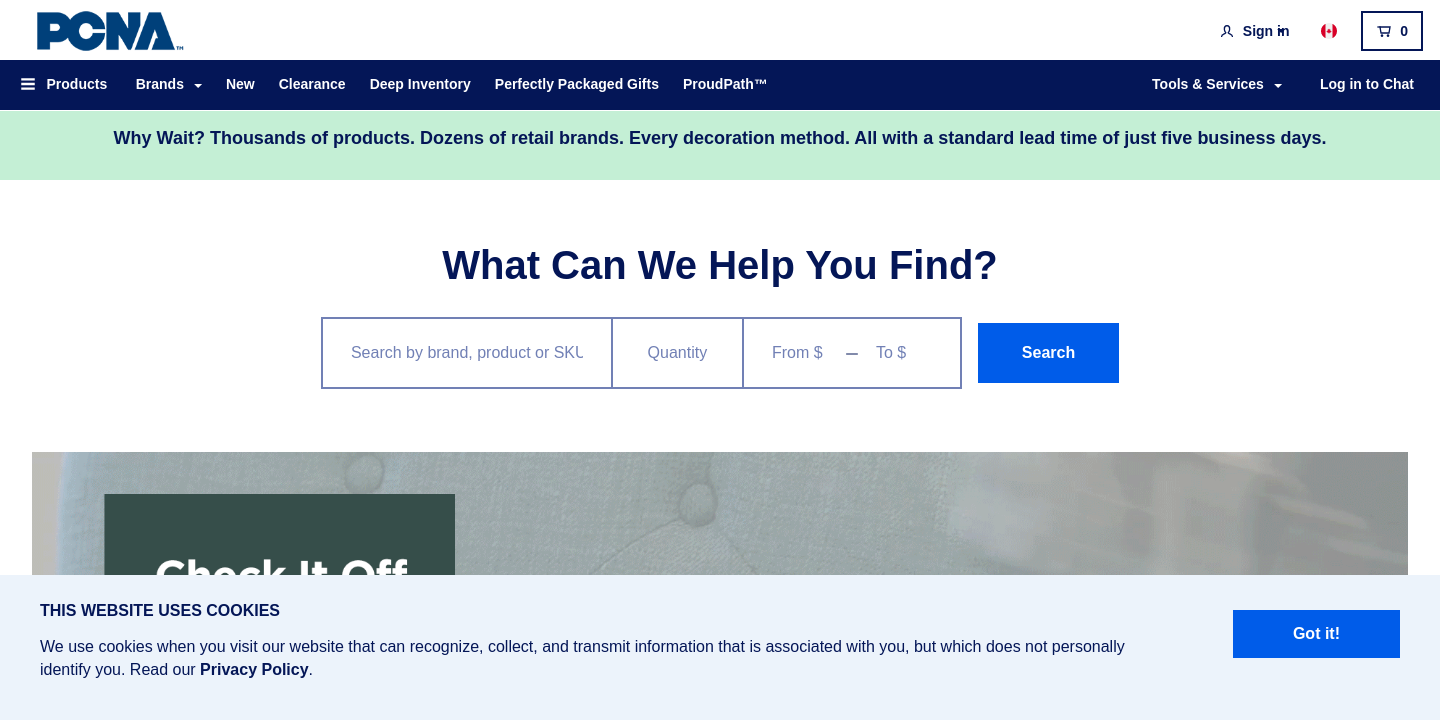 PCNA™
Sign in
0
Products Brands New Clearance Deep Inventory Perfectly Packaged Gifts ProudPath™ Tools & Services Log in to Chat
Why Wait? Thousands of products. Dozens of retail brands. Every decoration method. All with a standard lead time of just five business days.
What Can We Help You Find?
Search by brand, product or SKU Quantity From $ — To $ Search
Check It Off
THIS WEBSITE USES COOKIES
We use cookies when you visit our website that can recognize, collect, and transmit information that is associated with you, but which does not personally
identify you. Read our Privacy Policy.
Got it!